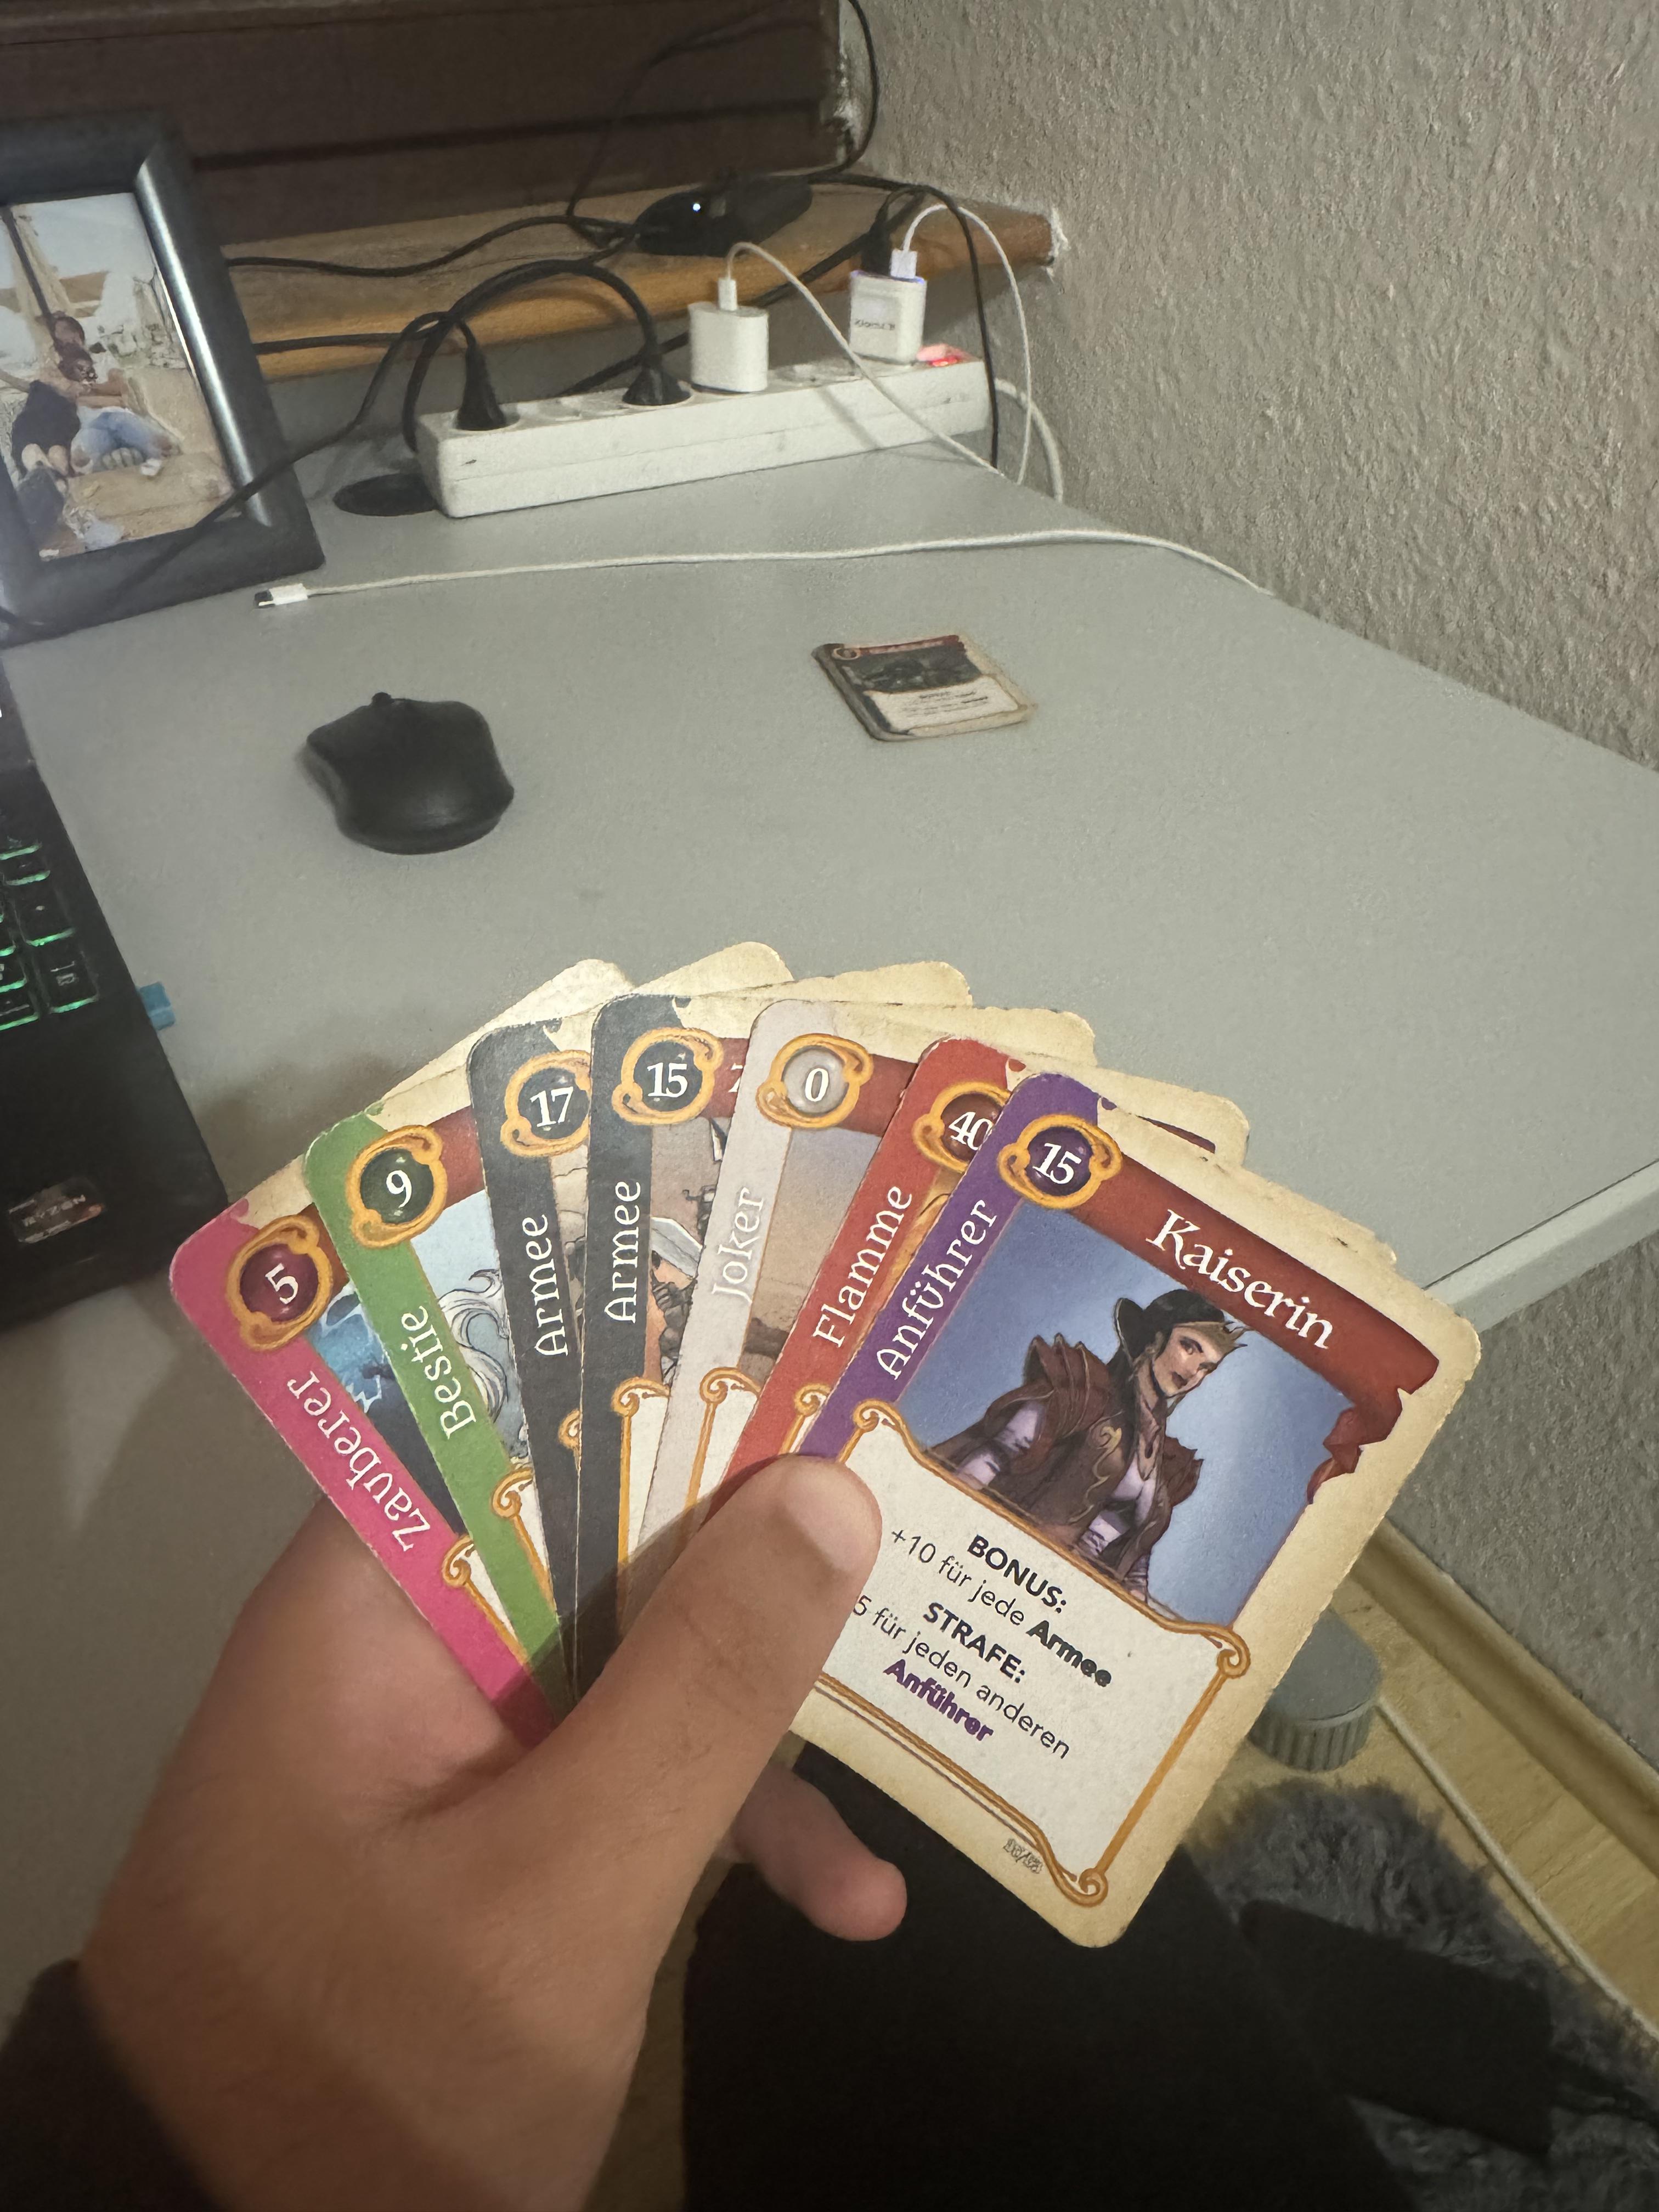 5
Zauberer
9
Bestie
17
Armee
15
Armee
0
Joker
40
Flamme
15
Anführer
Kaiserin
BONUS:
+10 für jede Armee
STRAFE:
5 für jeden anderen
Anführer